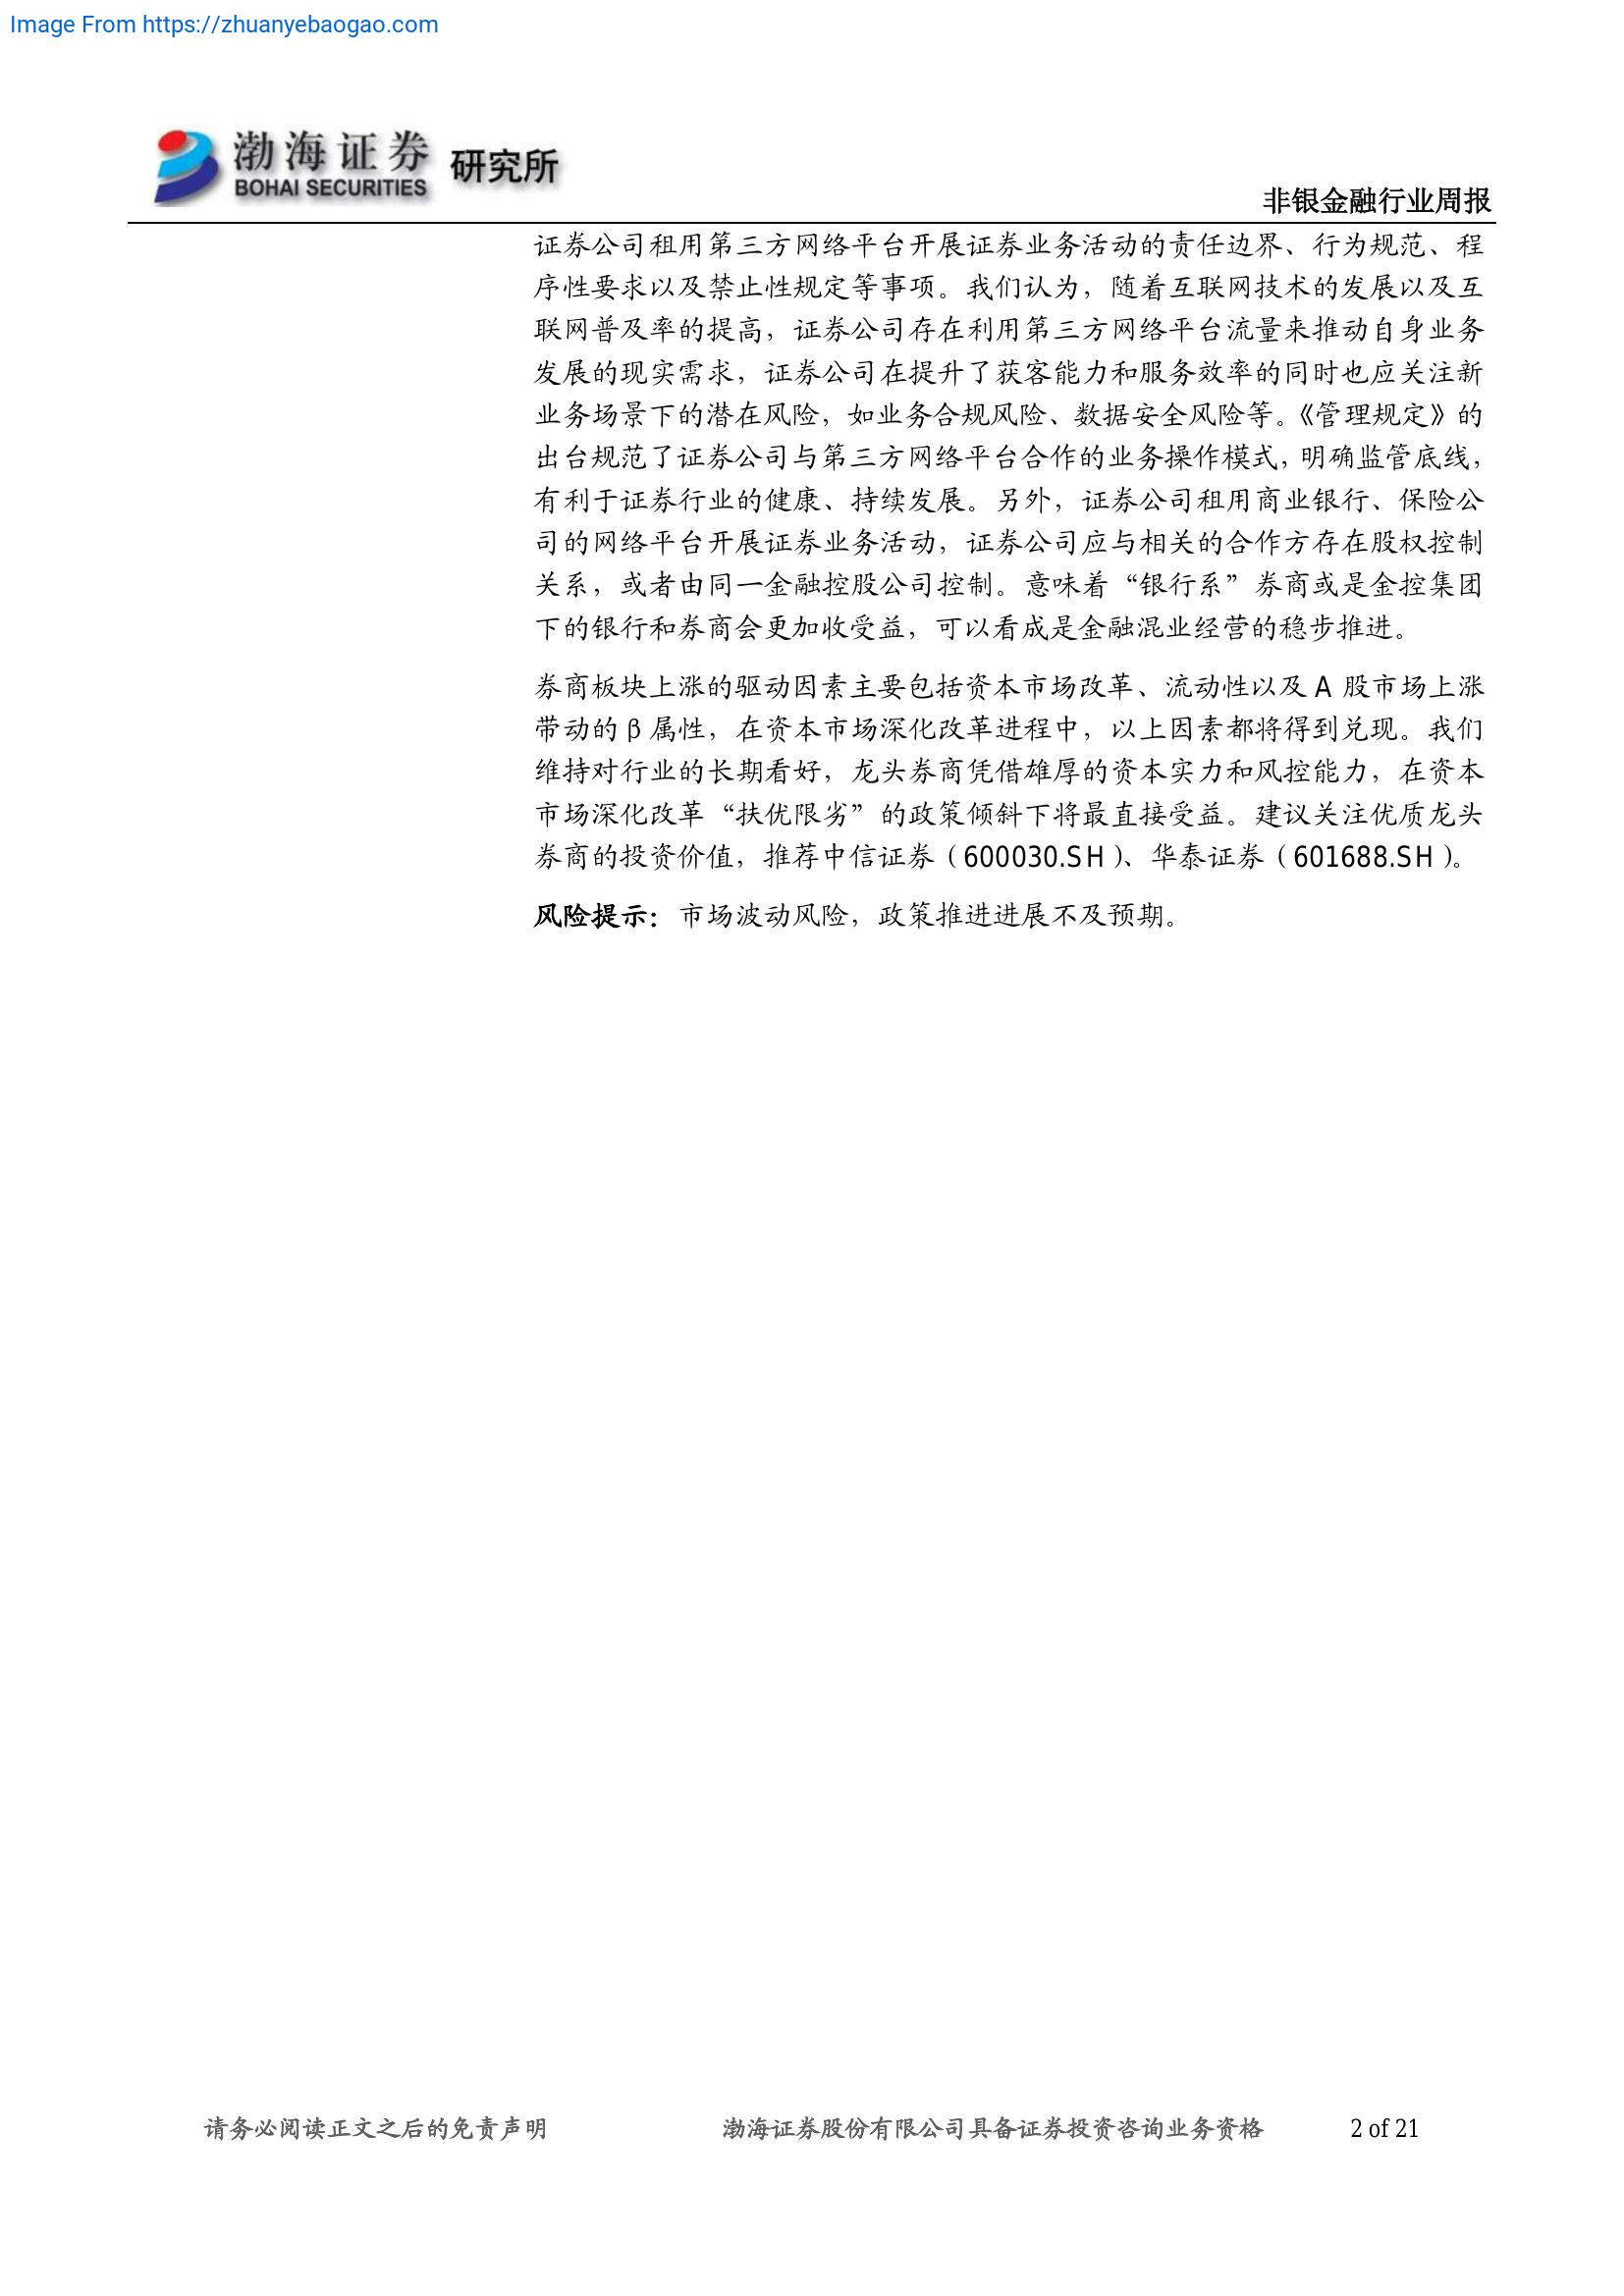 Image From https://zhuanyebaogao.com
渤海证券 研究所
BOHAI SECURITIES
非银金融行业周报
证券公司租用第三方网络平台开展证券业务活动的责任边界、行为规范、程
序性要求以及禁止性规定等事项。我们认为，随着互联网技术的发展以及互
联网普及率的提高，证券公司存在利用第三方网络平台流量来推动自身业务
发展的现实需求，证券公司在提升了获客能力和服务效率的同时也应关注新
业务场景下的潜在风险，如业务合规风险、数据安全风险等。《管理规定》的
出台规范了证券公司与第三方网络平台合作的业务操作模式，明确监管底线，
有利于证券行业的健康、持续发展。另外，证券公司租用商业银行、保险公
司的网络平台开展证券业务活动，证券公司应与相关的合作方存在股权控制
关系，或者由同一金融控股公司控制。意味着“银行系”券商或是金控集团
下的银行和券商会更加收受益，可以看成是金融混业经营的稳步推进。
券商板块上涨的驱动因素主要包括资本市场改革、流动性以及 A 股市场上涨
带动的 β 属性，在资本市场深化改革进程中，以上因素都将得到兑现。我们
维持对行业的长期看好，龙头券商凭借雄厚的资本实力和风控能力，在资本
市场深化改革“扶优限劣”的政策倾斜下将最直接受益。建议关注优质龙头
券商的投资价值，推荐中信证券（600030.SH）、华泰证券（601688.SH）。
风险提示：市场波动风险，政策推进进展不及预期。
请务必阅读正文之后的免责声明 渤海证券股份有限公司具备证券投资咨询业务资格 2 of 21